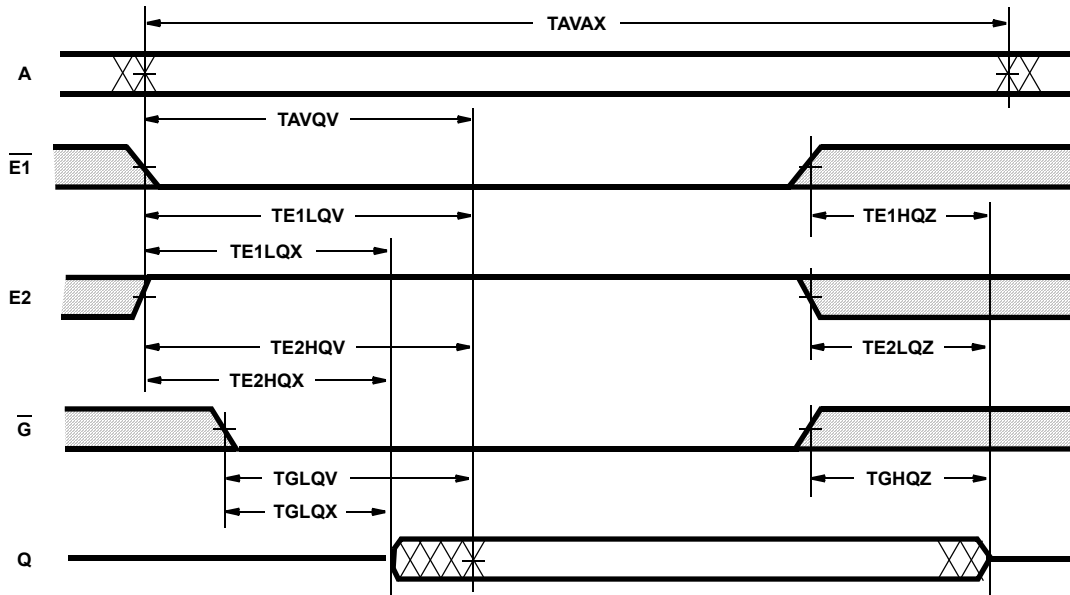 TAVAX
A
TAVQV
E1
TE1LQV
TE1HQZ
TE1LQX
E2
TE2HQV
TE2LQZ
TE2HQX
G
TGLQV
TGHQZ
TGLQX
Q